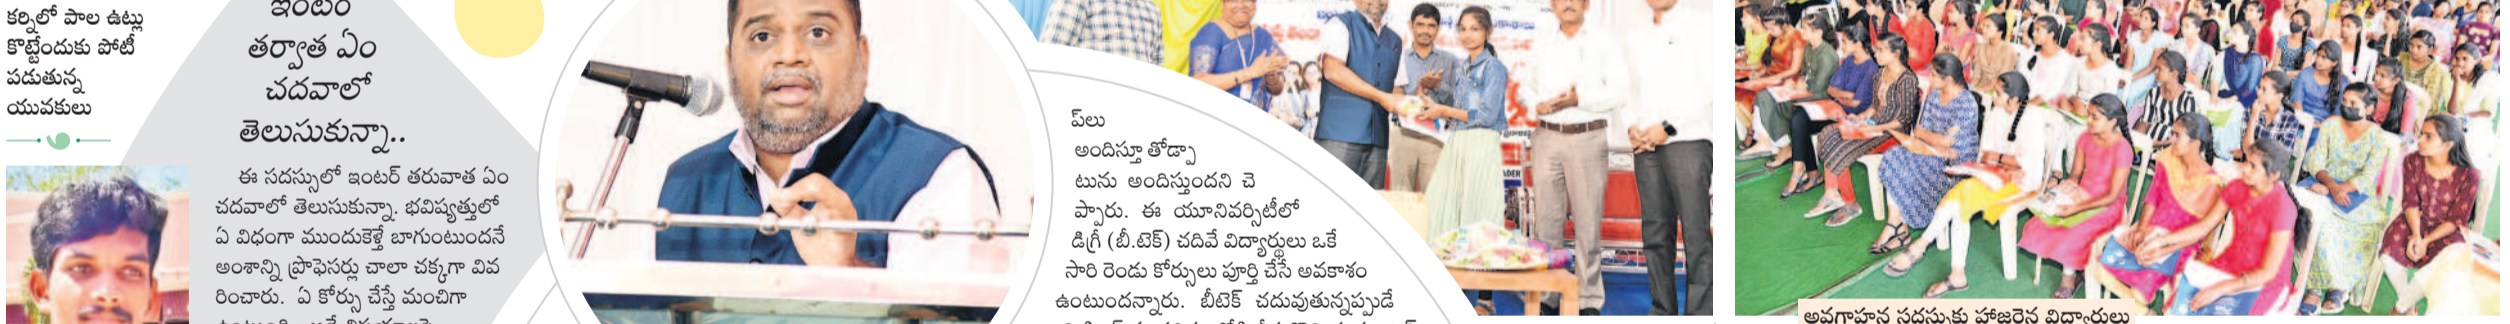 కర్నిలో పాల ఉట్లు
కొట్టేందుకు పోటీ
పడుతున్న
యువకులు
ఇంటర్
తర్వాత ఏం
చదవాలో
తెలుసుకున్నా..
ఈ సదస్సులో ఇంటర్ తరువాత ఏం
చదవాలో తెలుసుకున్నా. భవిష్యత్తులో
ఏ విధంగా ముందుకెళ్తే బాగుంటుందనే
అంశాన్ని ప్రొఫెసర్లు చాలా చక్కగా వివ
రించారు. ఏ కోర్సు చేస్తే మంచిగా
ప్‌లు
అందిస్తూ తోడ్పా
టును అందిస్తుందని చె
ప్పారు. ఈ యూనివర్సిటీలో
డిగ్రీ (బీ.టెక్) చదివే విద్యార్థులు ఒకే
సారి రెండు కోర్సులు పూర్తి చేసే అవకాశం
ఉంటుందన్నారు. బీటెక్ చదువుతున్నప్పుడే
అవగాహన సదస్సుకు హాజరైన విద్యార్థులు